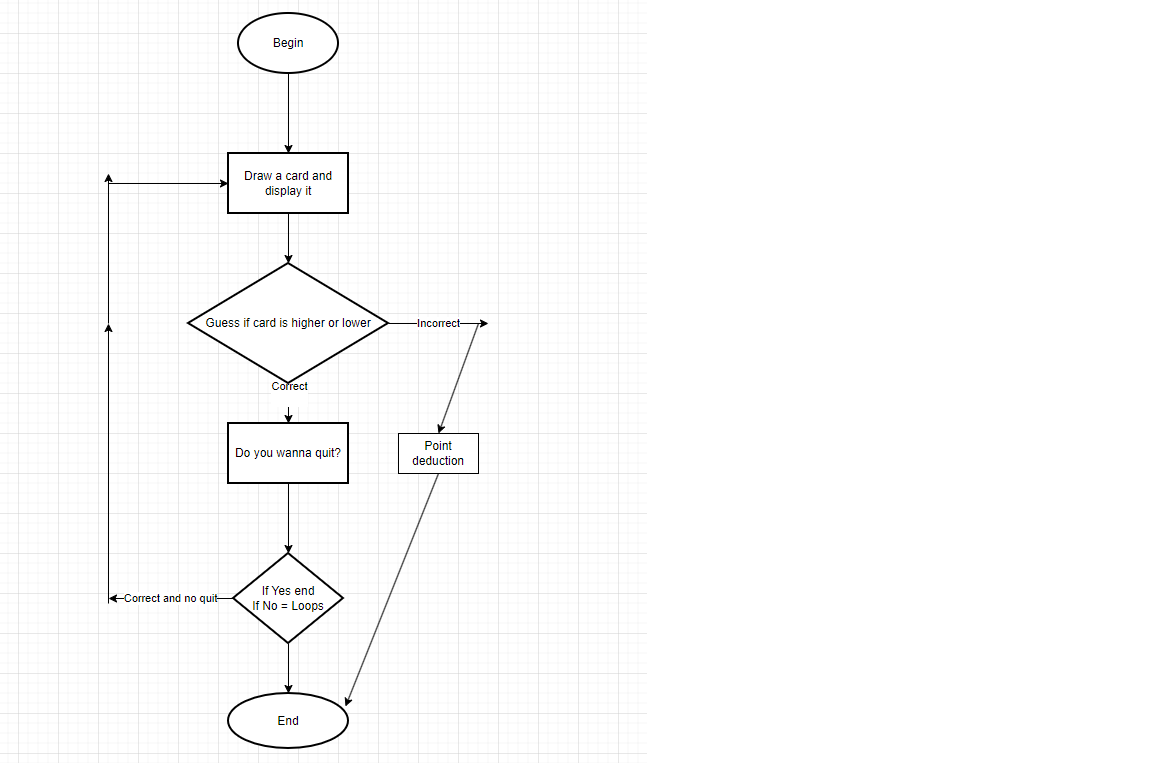 Begin
Draw a card and
display it
Guess if card is higher or lower
Incorrect
Correct
Do you wanna quit?
Point
deduction
If Yes end
If No = Loops
Correct and no quit
End